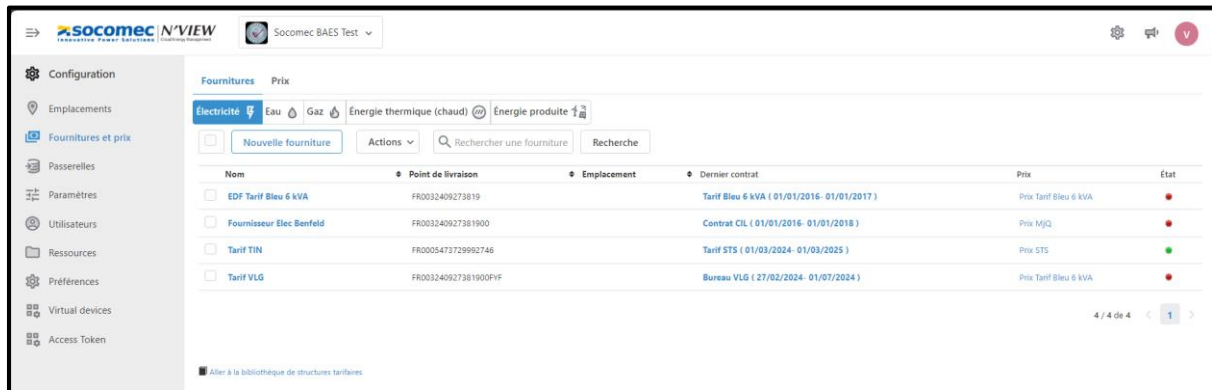 socomec N'VIEW
Innovative Power Solutions
Socomec BAES Test
V
Configuration
Emplacements
Fournitures et prix
Passerelles
Paramètres
Utilisateurs
Ressources
Préférences
Virtual devices
Access Token
Fournitures Prix
Électricité Eau Gaz Énergie thermique (chaud) Énergie produite
Nouvelle fourniture Actions Rechercher une fourniture Recherche
Nom Point de livraison Emplacement Dernier contrat Prix État
EDF Tarif Bleu 6 kVA FR0032409273819 Tarif Bleu 6 kVA ( 01/01/2016- 01/01/2017 ) Prix Tarif Bleu 6 kVA
Fournisseur Elec Benfeld FR003240927381900 Contrat CIL ( 01/01/2016- 01/01/2018 ) Prix MJQ
Tarif TIN FR0005473729992746 Tarif STS ( 01/03/2024- 01/03/2025 ) Prix STS
Tarif VLG FR003240927381900FYF Bureau VLG ( 27/02/2024- 01/07/2024 ) Prix Tarif Bleu 6 kVA
4 / 4 de 4 < 1 >
Aller à la bibliothèque de structures tarifaires